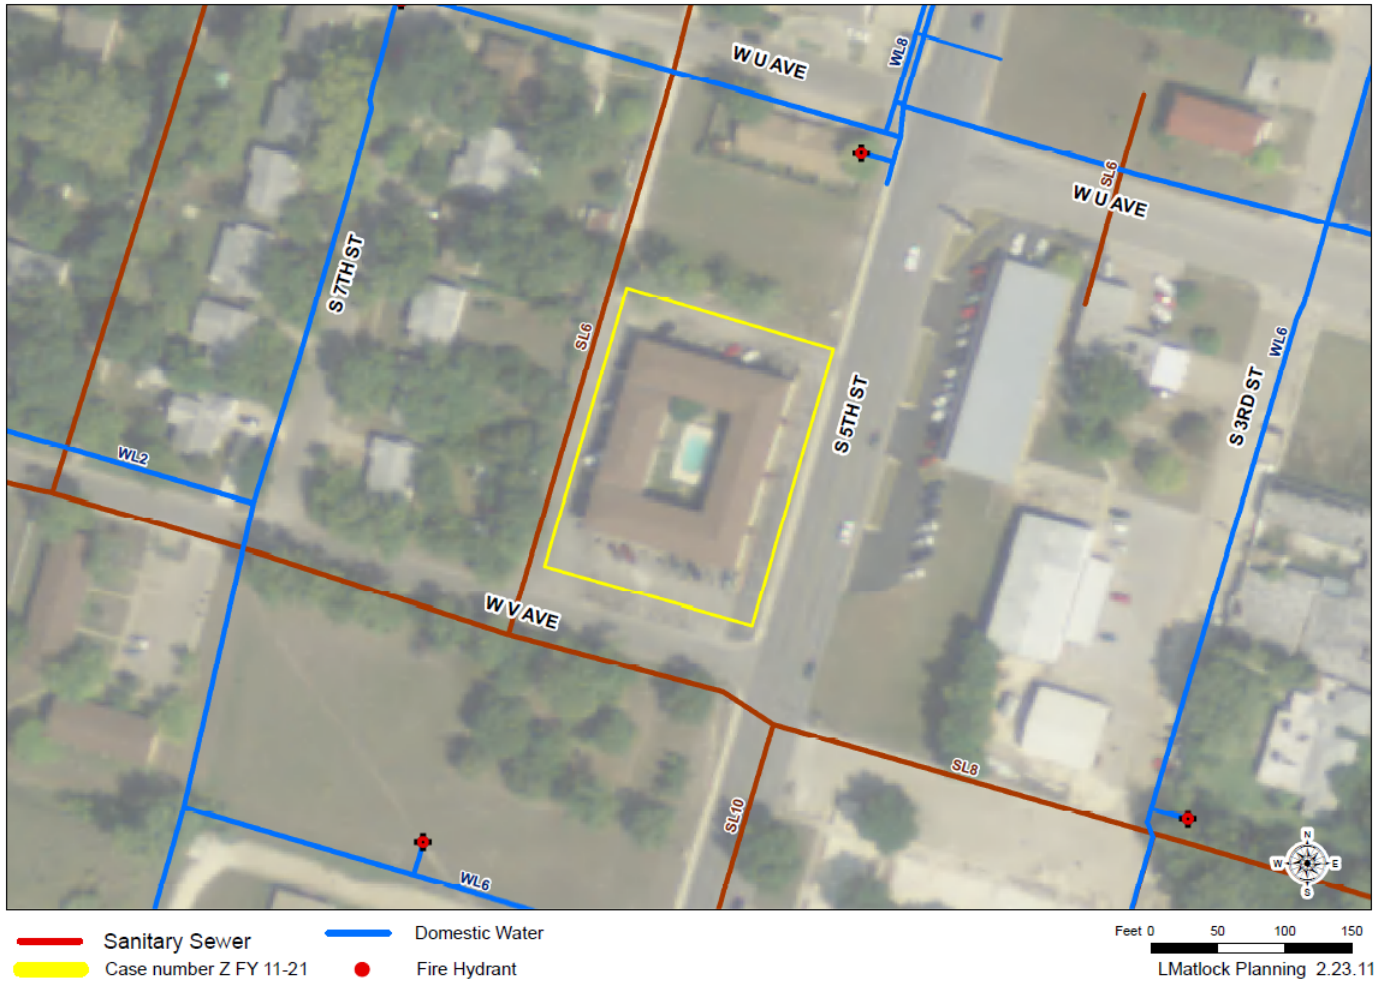 W U AVE
WL8
SL6
W U AVE
S 7TH ST
SL6
WL6
S 3RD ST
S 5TH ST
WL2
W V AVE
SL8
SL10
WL6
N
W E
S
Sanitary Sewer
Domestic Water
Case number Z FY 11-21
Fire Hydrant
Feet 0 50 100 150
LMatlock Planning 2.23.11